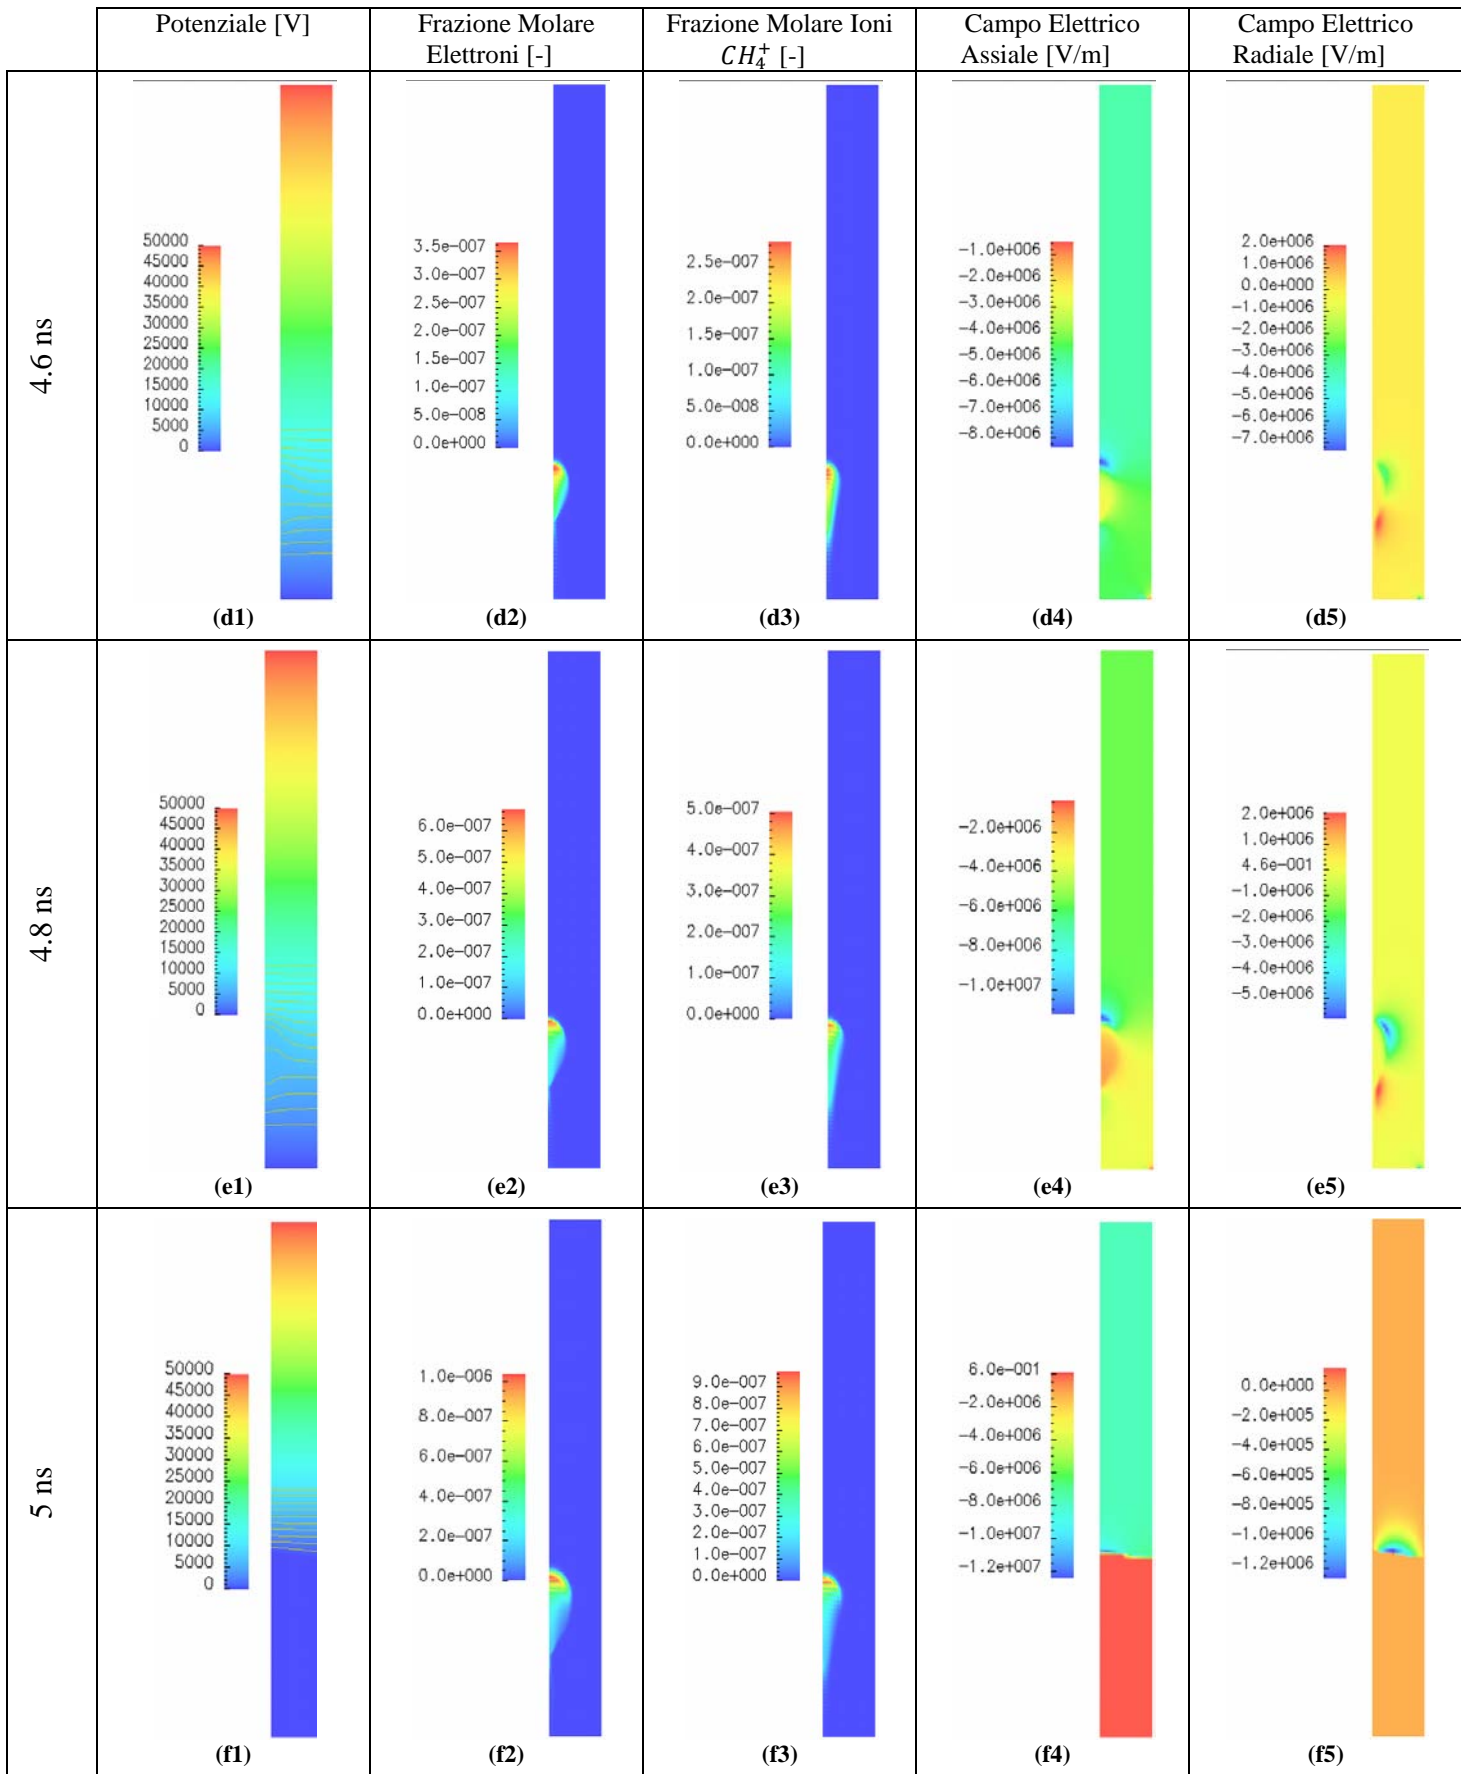 Potenziale [V]
Frazione Molare
Elettroni [-]
Frazione Molare Ioni
CH₄⁺ [-]
Campo Elettrico
Assiale [V/m]
Campo Elettrico
Radiale [V/m]
4.6 ns
50000
45000
40000
35000
30000
25000
20000
15000
10000
5000
0
(d1)
3.5e-007
3.0e-007
2.5e-007
2.0e-007
1.5e-007
1.0e-007
5.0e-008
0.0e+000
(d2)
2.5e-007
2.0e-007
1.5e-007
1.0e-007
5.0e-008
0.0e+000
(d3)
-1.0e+006
-2.0e+006
-3.0e+006
-4.0e+006
-5.0e+006
-6.0e+006
-7.0e+006
-8.0e+006
(d4)
2.0e+006
1.0e+006
0.0e+000
-1.0e+006
-2.0e+006
-3.0e+006
-4.0e+006
-5.0e+006
-6.0e+006
-7.0e+006
(d5)
4.8 ns
50000
45000
40000
35000
30000
25000
20000
15000
10000
5000
0
(e1)
6.0e-007
5.0e-007
4.0e-007
3.0e-007
2.0e-007
1.0e-007
0.0e+000
(e2)
5.0e-007
4.0e-007
3.0e-007
2.0e-007
1.0e-007
0.0e+000
(e3)
-2.0e+006
-4.0e+006
-6.0e+006
-8.0e+006
-1.0e+007
(e4)
2.0e+006
1.0e+006
4.6e-001
-1.0e+006
-2.0e+006
-3.0e+006
-4.0e+006
-5.0e+006
(e5)
5 ns
50000
45000
40000
35000
30000
25000
20000
15000
10000
5000
0
(f1)
1.0e-006
8.0e-007
6.0e-007
4.0e-007
2.0e-007
0.0e+000
(f2)
9.0e-007
8.0e-007
7.0e-007
6.0e-007
5.0e-007
4.0e-007
3.0e-007
2.0e-007
1.0e-007
0.0e+000
(f3)
6.0e-001
-2.0e+006
-4.0e+006
-6.0e+006
-8.0e+006
-1.0e+007
-1.2e+007
(f4)
0.0e+000
-2.0e+005
-4.0e+005
-6.0e+005
-8.0e+005
-1.0e+006
-1.2e+006
(f5)